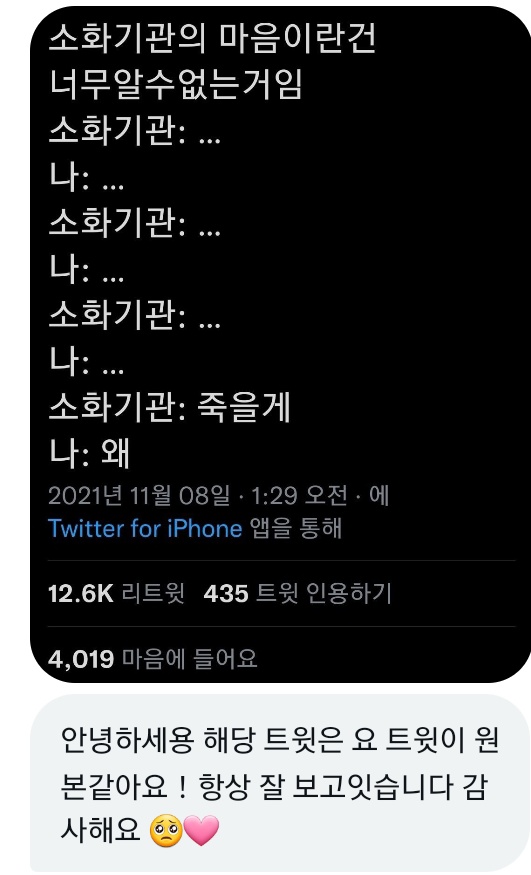 소화기관의 마음이란건
너무알수없는거임
소화기관: ...
나: ...
소화기관: ...
나: ...
소화기관: ...
나: ...
소화기관: 죽을게
나: 왜
2021년 11월 08일 · 1:29 오전 · 에
Twitter for iPhone 앱을 통해
12.6K 리트윗 435 트윗 인용하기
4,019 마음에 들어요
안녕하세용 해당 트윗은 요 트윗이 원
본같아요 ! 항상 잘 보고잇습니다 감
사해요 🥺🩷